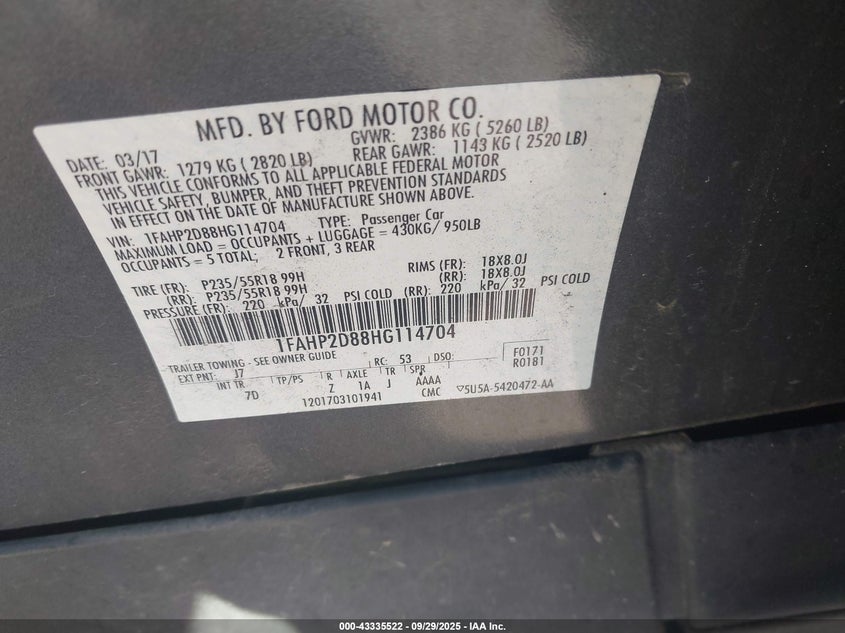 MFD. BY FORD MOTOR CO.
DATE: 03/17 GVWR: 2386 KG ( 5260 LB)
FRONT GAWR: 1279 KG ( 2820 LB) REAR GAWR: 1143 KG ( 2520 LB)
THIS VEHICLE CONFORMS TO ALL APPLICABLE FEDERAL MOTOR
VEHICLE SAFETY, BUMPER, AND THEFT PREVENTION STANDARDS
IN EFFECT ON THE DATE OF MANUFACTURE SHOWN ABOVE.
VIN: 1FAHP2D88HG114704 TYPE: Passenger Car
MAXIMUM LOAD = OCCUPANTS + LUGGAGE = 430KG/ 950LB
OCCUPANTS = 5 TOTAL; 2 FRONT, 3 REAR
TIRE (FR): P235/55R18 99H RIMS (FR): 18X8.0J
(RR): P235/55R18 99H (RR): 18X8.0J
PRESSURE (FR): 220 kPa/ 32 PSI COLD (RR): 220 kPa/ 32 PSI COLD
1FAHP2D88HG114704
TRAILER TOWING - SEE OWNER GUIDE
EXT PNT: J7 RC: 53 DSO: F0171
R0181
INT TR TP/PS R AXLE TR SPR
7D Z 1A J AAAA
1201703101941 CMC ▽5U5A-5420472-AA
000-43335522 | 09/29/2025 - IAA Inc.